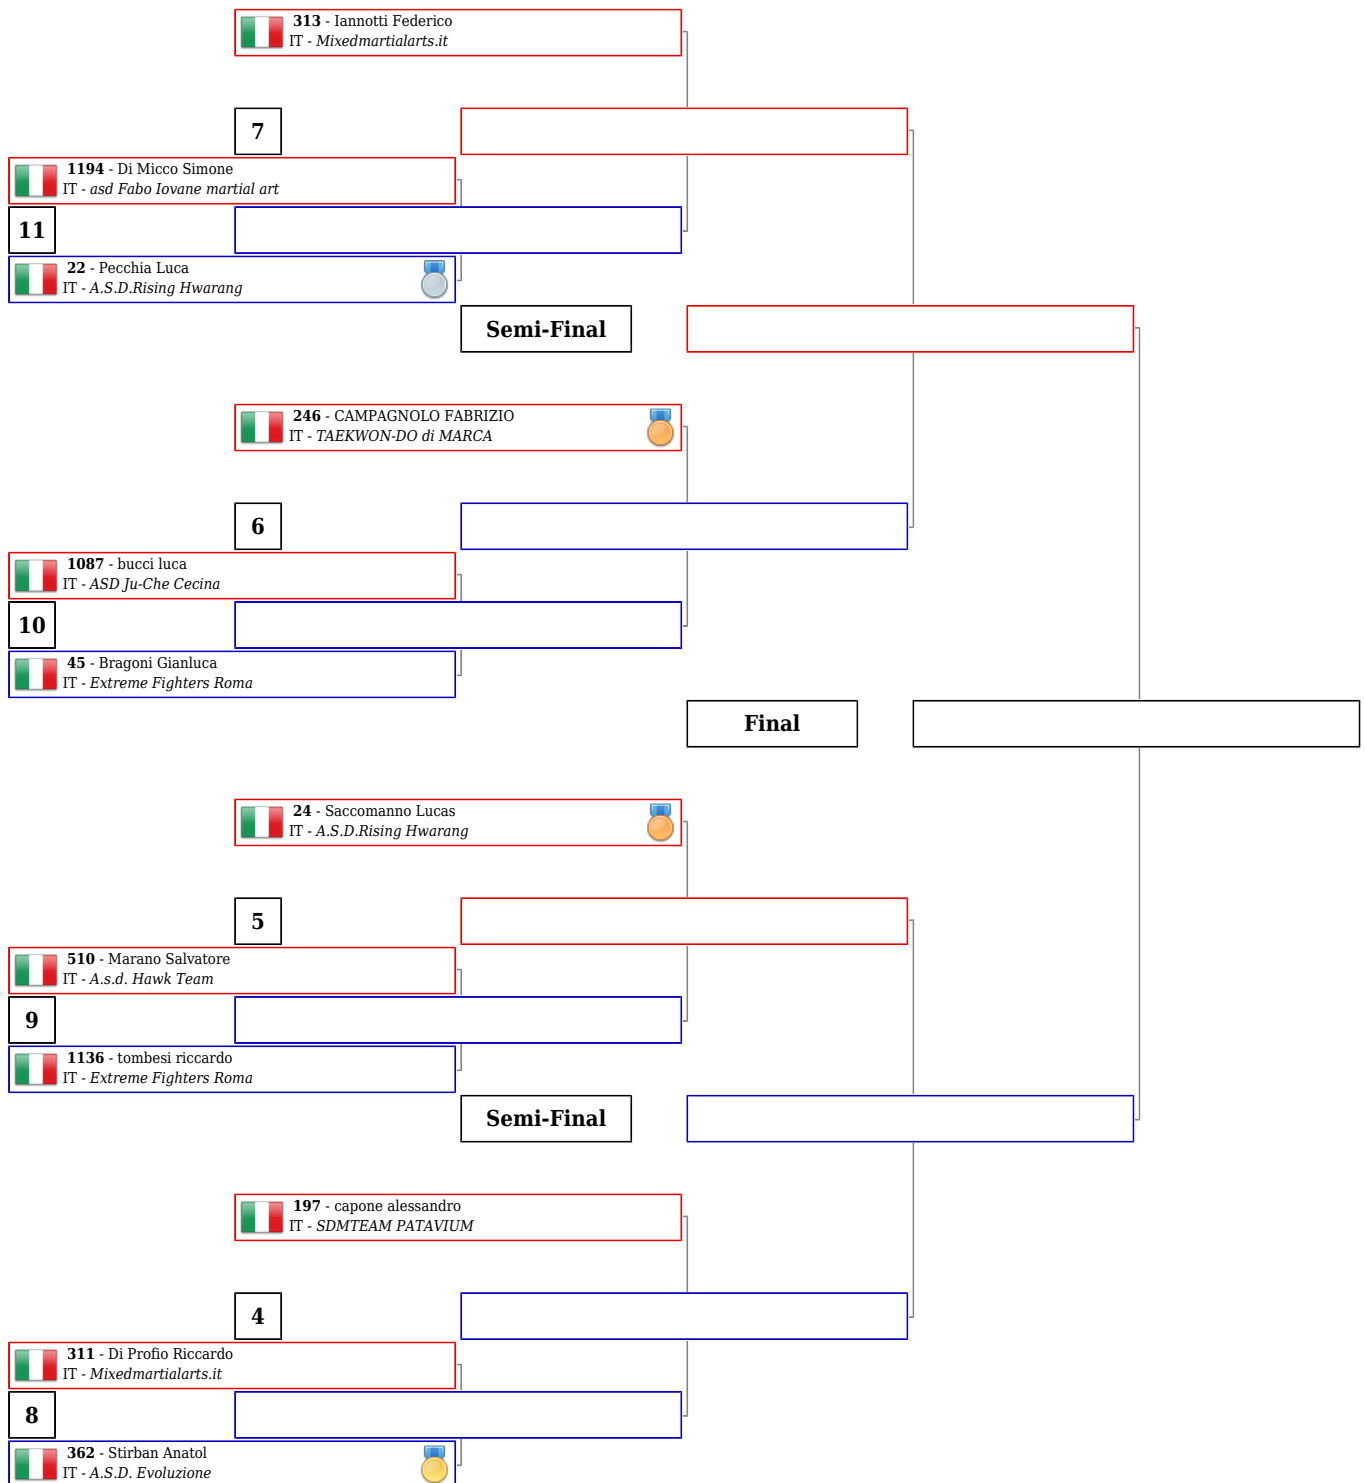 313 - Iannotti Federico
IT - Mixedmartialarts.it
7
1194 - Di Micco Simone
IT - asd Fabo Iovane martial art
11
22 - Pecchia Luca
IT - A.S.D.Rising Hwarang
Semi-Final
246 - CAMPAGNOLO FABRIZIO
IT - TAEKWON-DO di MARCA
6
1087 - bucci luca
IT - ASD Ju-Che Cecina
10
45 - Bragoni Gianluca
IT - Extreme Fighters Roma
Final
24 - Saccomanno Lucas
IT - A.S.D.Rising Hwarang
5
510 - Marano Salvatore
IT - A.s.d. Hawk Team
9
1136 - tombesi riccardo
IT - Extreme Fighters Roma
Semi-Final
197 - capone alessandro
IT - SDMTEAM PATAVIUM
4
311 - Di Profio Riccardo
IT - Mixedmartialarts.it
8
362 - Stirban Anatol
IT - A.S.D. Evoluzione